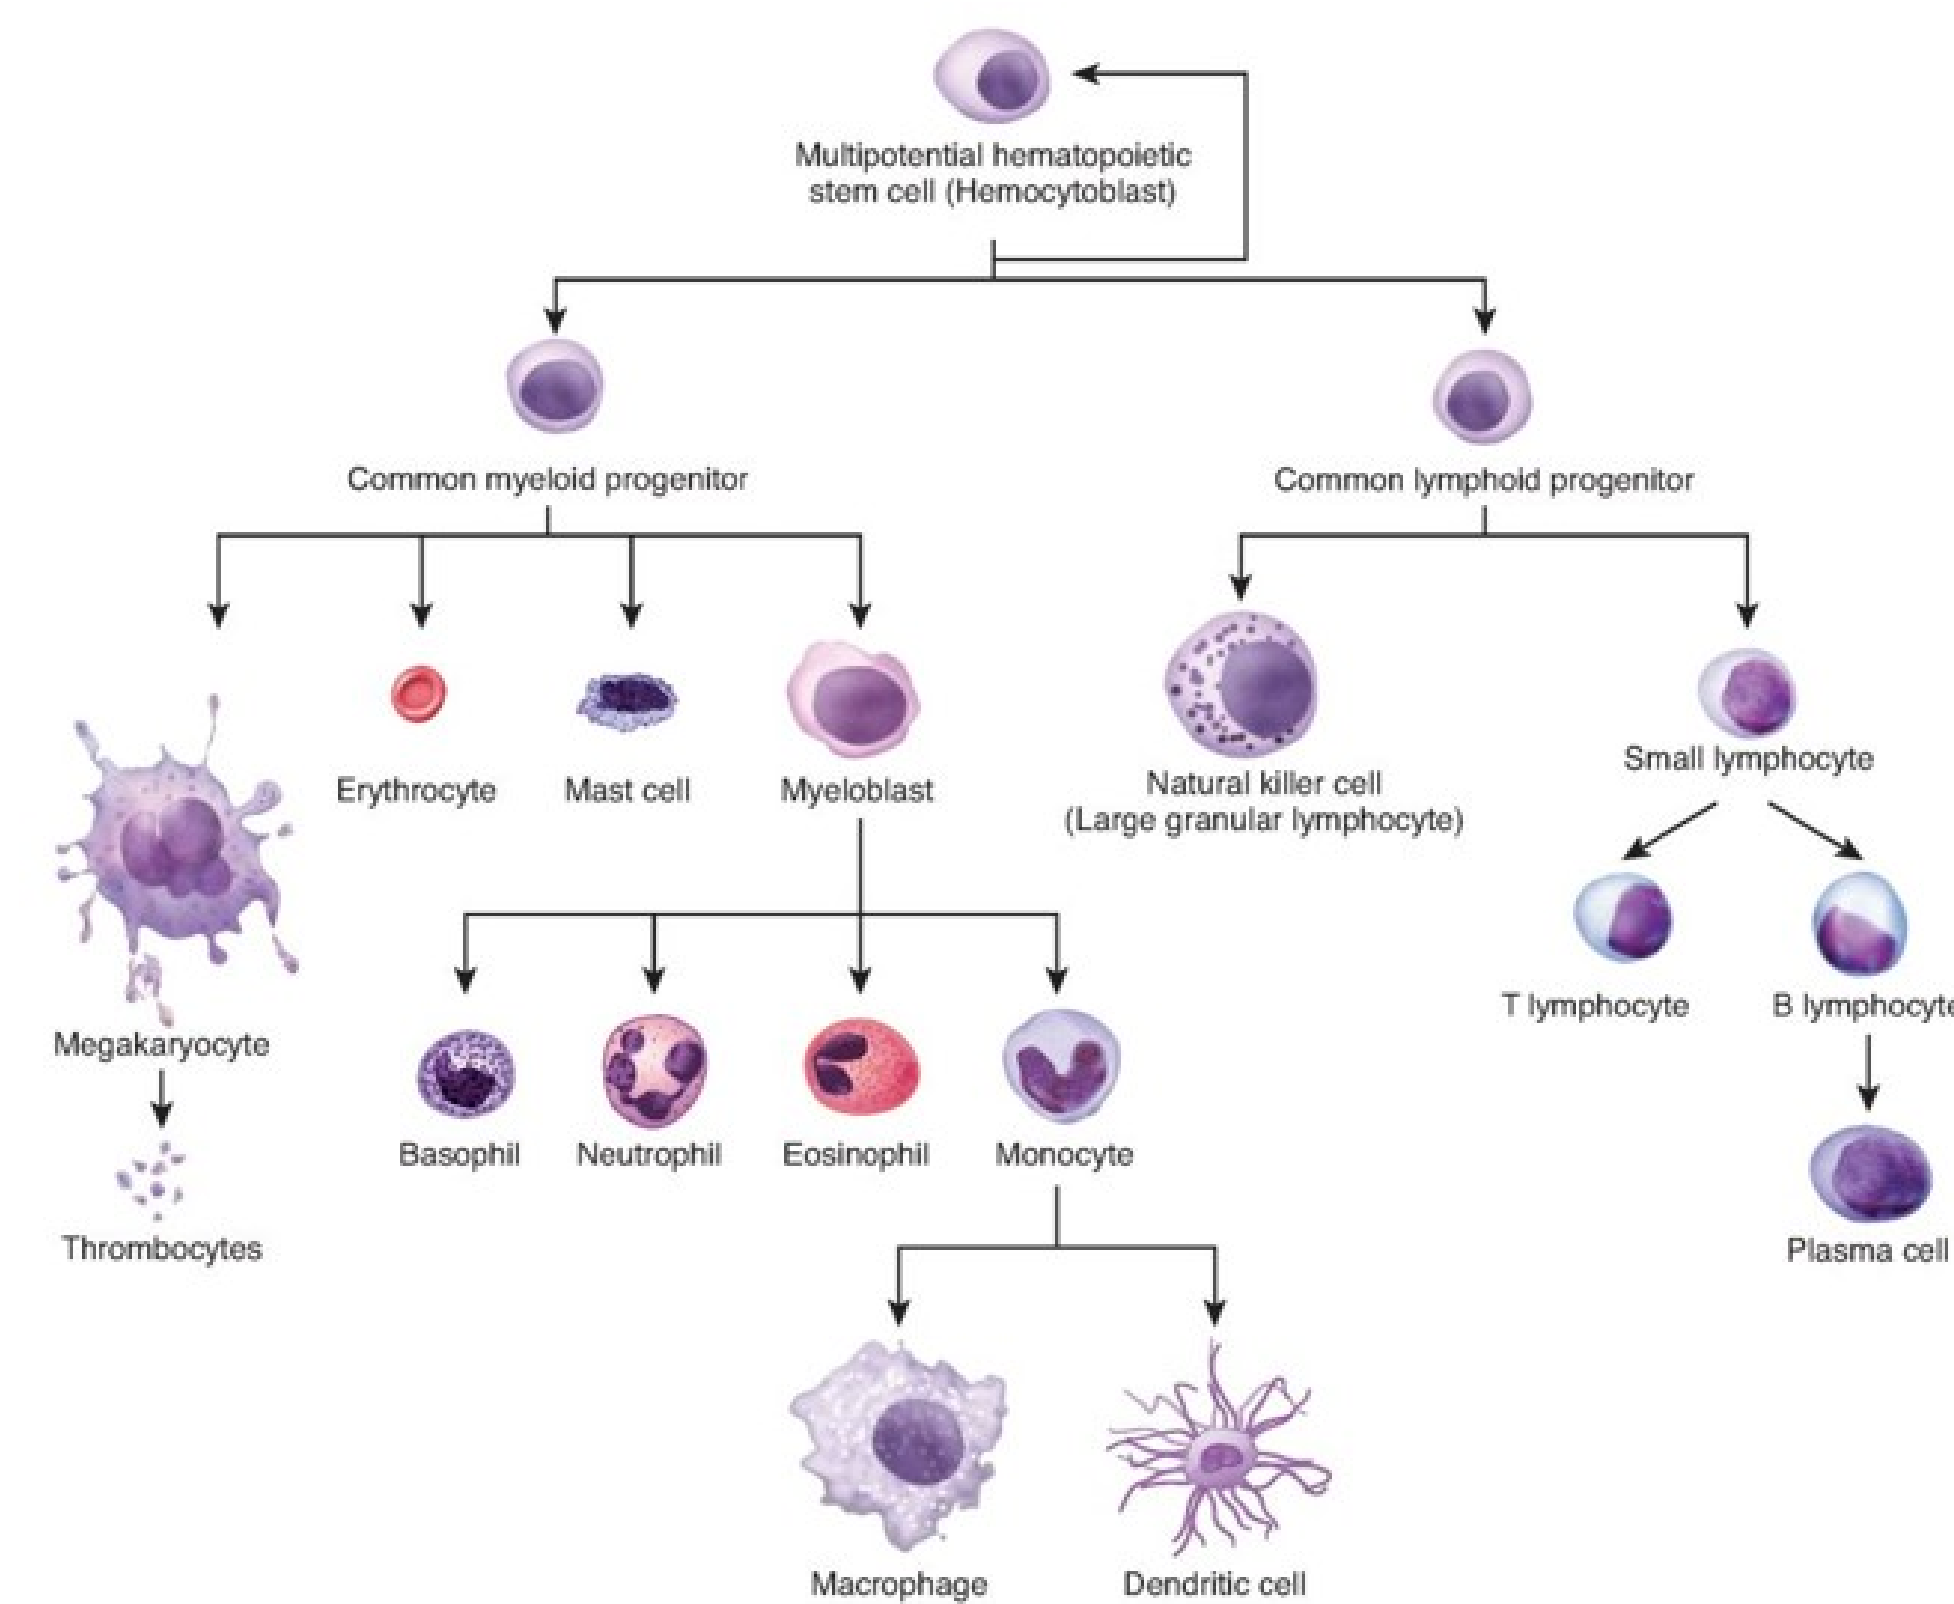 Multipotential hematopoietic
stem cell (Hemocytoblast)
Common myeloid progenitor
Common lymphoid progenitor
Erythrocyte
Mast cell
Myeloblast
Natural killer cell
(Large granular lymphocyte)
Small lymphocyte
T lymphocyte
B lymphocyte
Megakaryocyte
Basophil
Neutrophil
Eosinophil
Monocyte
Thrombocytes
Plasma cell
Macrophage
Dendritic cell